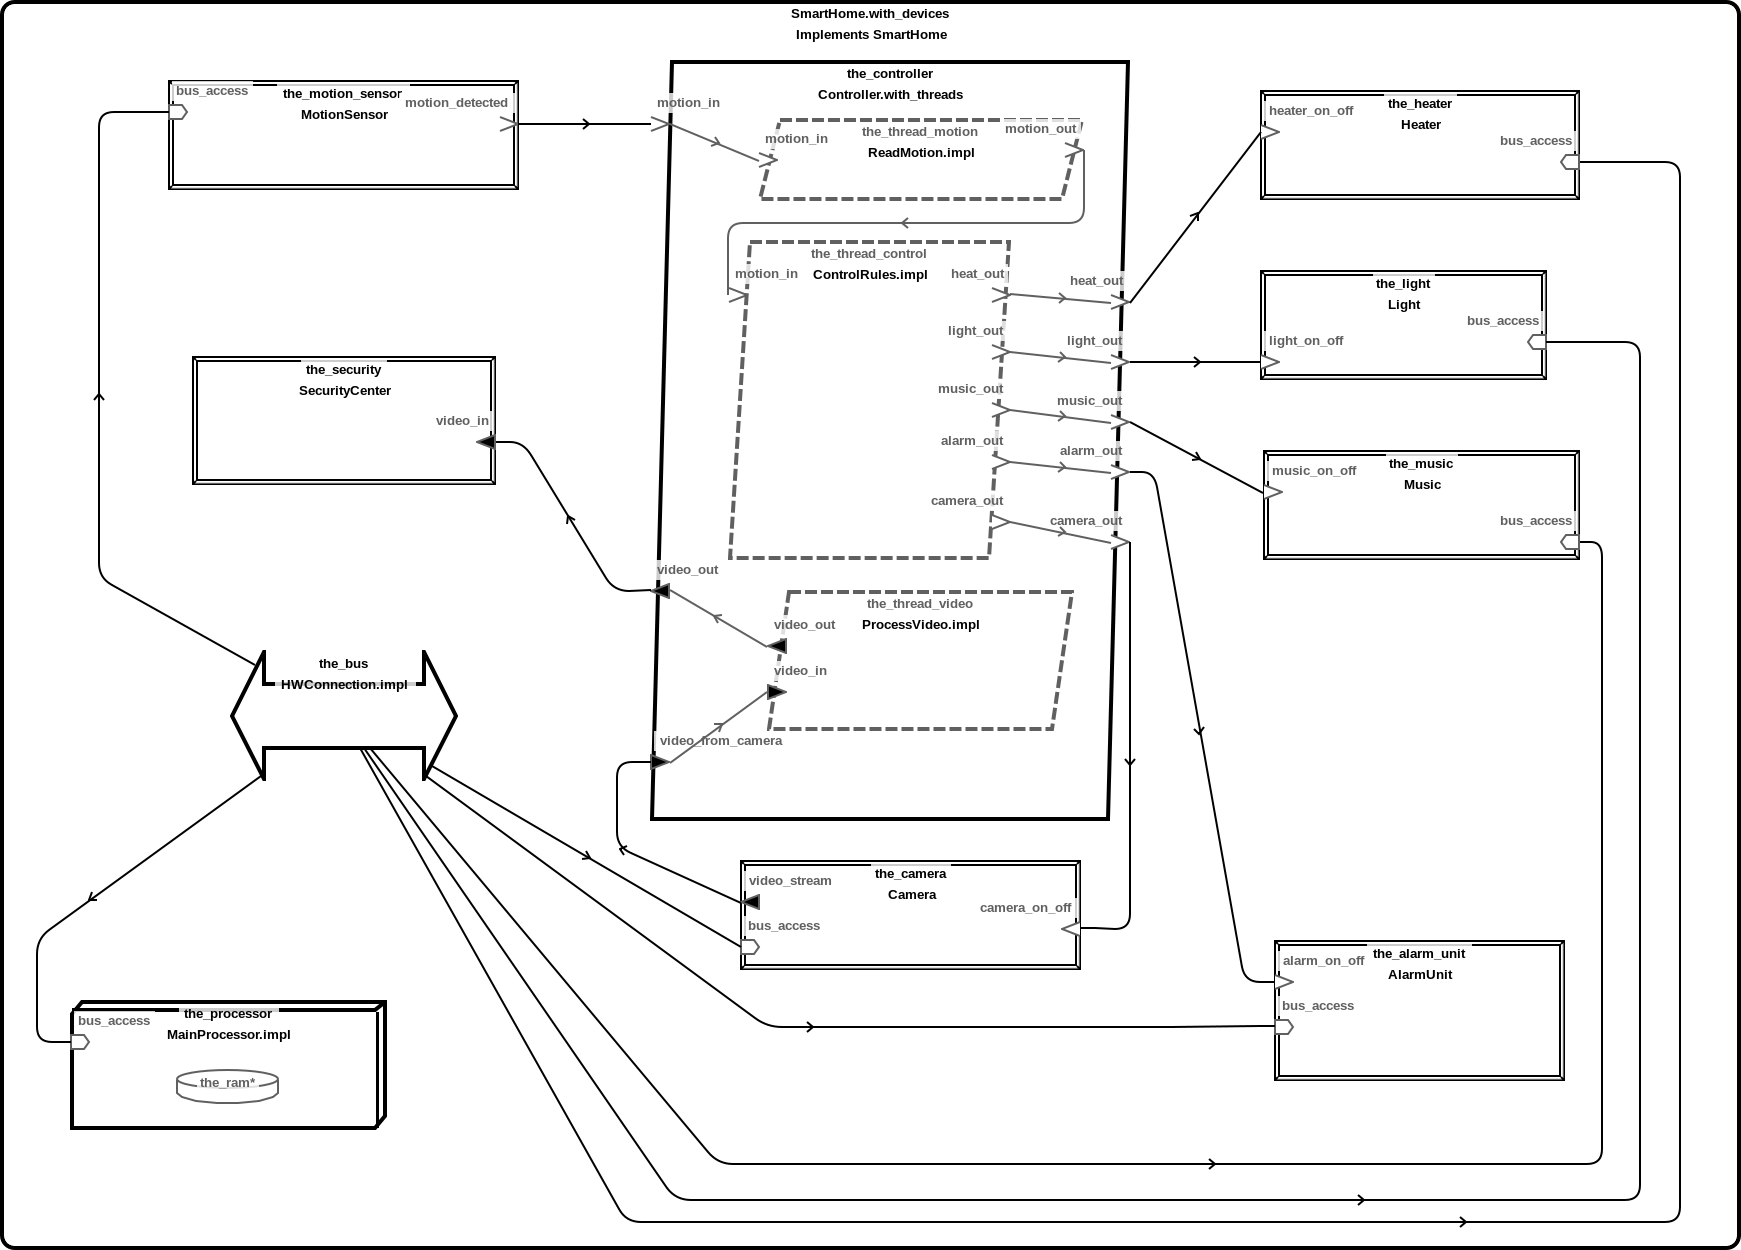 SmartHome.with_devices
Implements SmartHome
bus_access
the_motion_sensor
MotionSensor
motion_detected
the_controller
Controller.with_threads
motion_in
motion_in
the_thread_motion
ReadMotion.impl
motion_out
the_heater
Heater
heater_on_off
bus_access
the_thread_control
ControlRules.impl
motion_in
heat_out
heat_out
light_out
light_out
music_out
music_out
alarm_out
alarm_out
camera_out
camera_out
the_light
Light
bus_access
light_on_off
the_security
SecurityCenter
video_in
the_music
Music
music_on_off
bus_access
video_out
the_thread_video
ProcessVideo.impl
video_out
video_in
video_from_camera
the_bus
HWConnection.impl
the_camera
Camera
video_stream
bus_access
camera_on_off
the_alarm_unit
AlarmUnit
alarm_on_off
bus_access
the_processor
MainProcessor.impl
bus_access
the_ram*